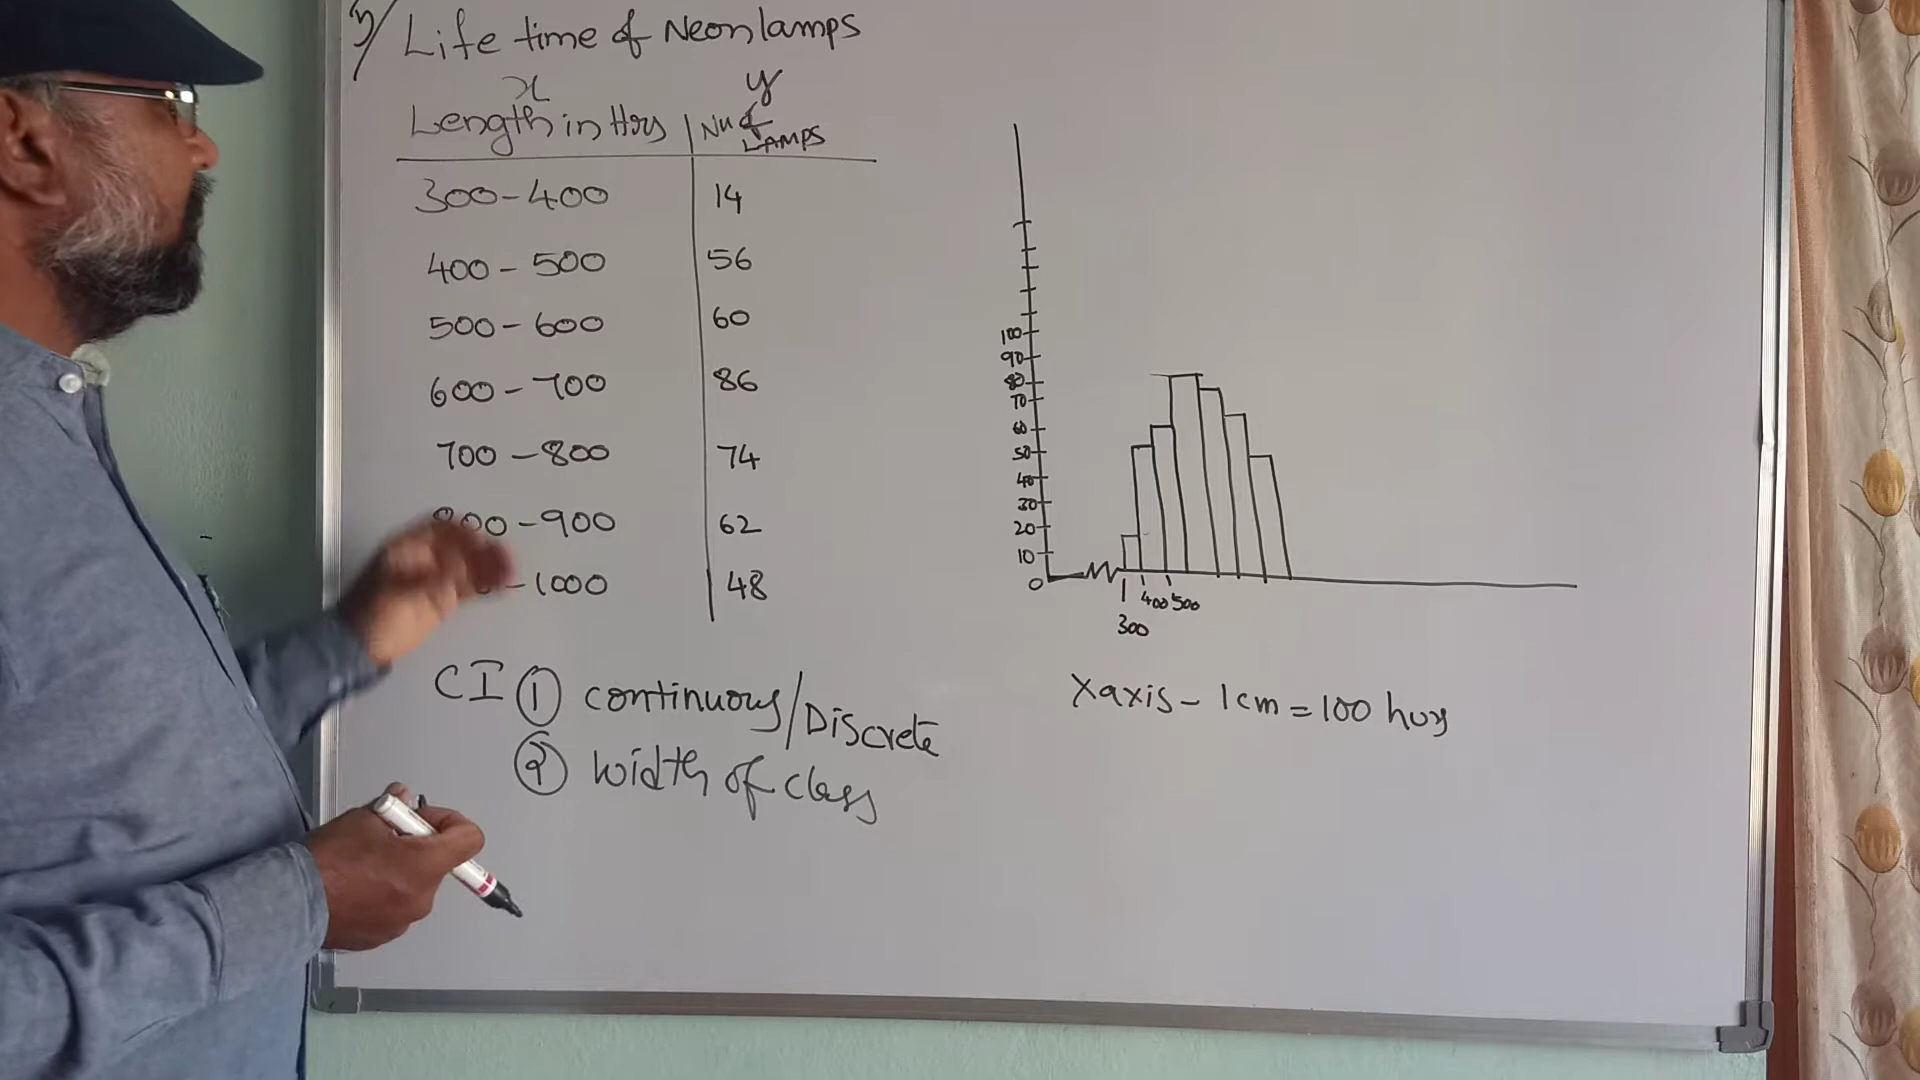 3) Life time of Neon lamps
x y
Length in Hrs Nu of LAMPS
300-400 14
400-500 56
500-600 60
600-700 86
700-800 74
800-900 62
-1000 48
CI ① continuous/Discrete
② width of class
100
90
80
70
60
50
40
30
20
10
0
300 400 500
X axis - 1cm = 100 hurs